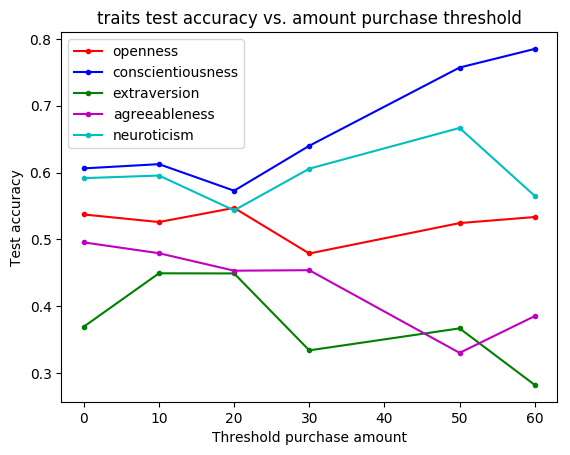 traits test accuracy vs. amount purchase threshold
openness
conscientiousness
extraversion
agreeableness
neuroticism
Test accuracy
0.8
0.7
0.6
0.5
0.4
0.3
0 10 20 30 40 50 60
Threshold purchase amount